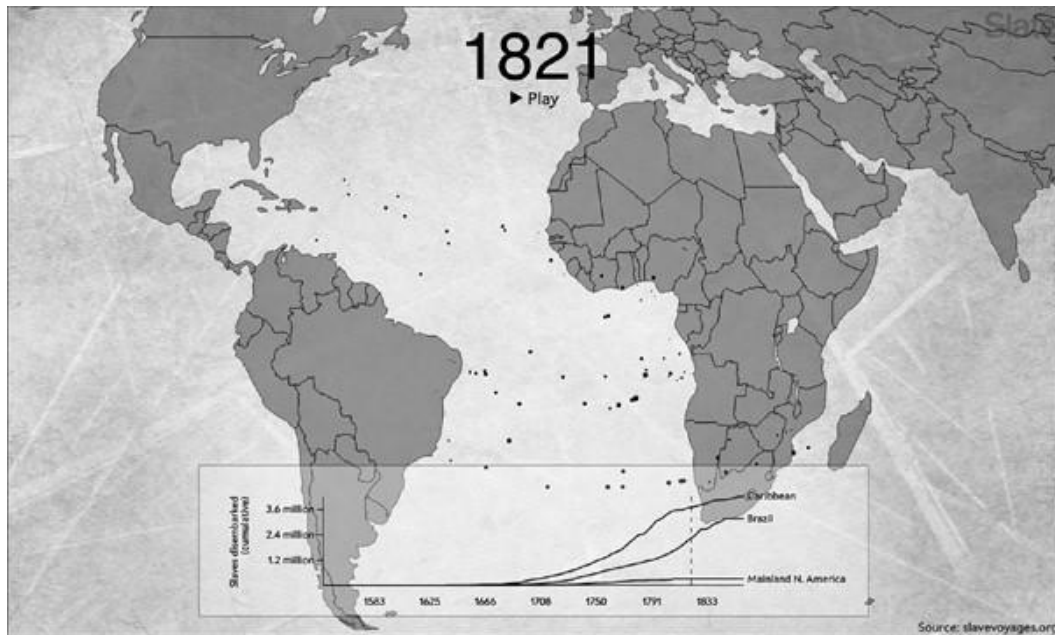 Slav
1821
▶ Play
Slaves disembarked
(cumulative)
3.6 million
2.4 million
1.2 million
Caribbean
Brazil
Mainland N. America
1583 1625 1666 1708 1750 1791 1833
Source: slavevoyages.org